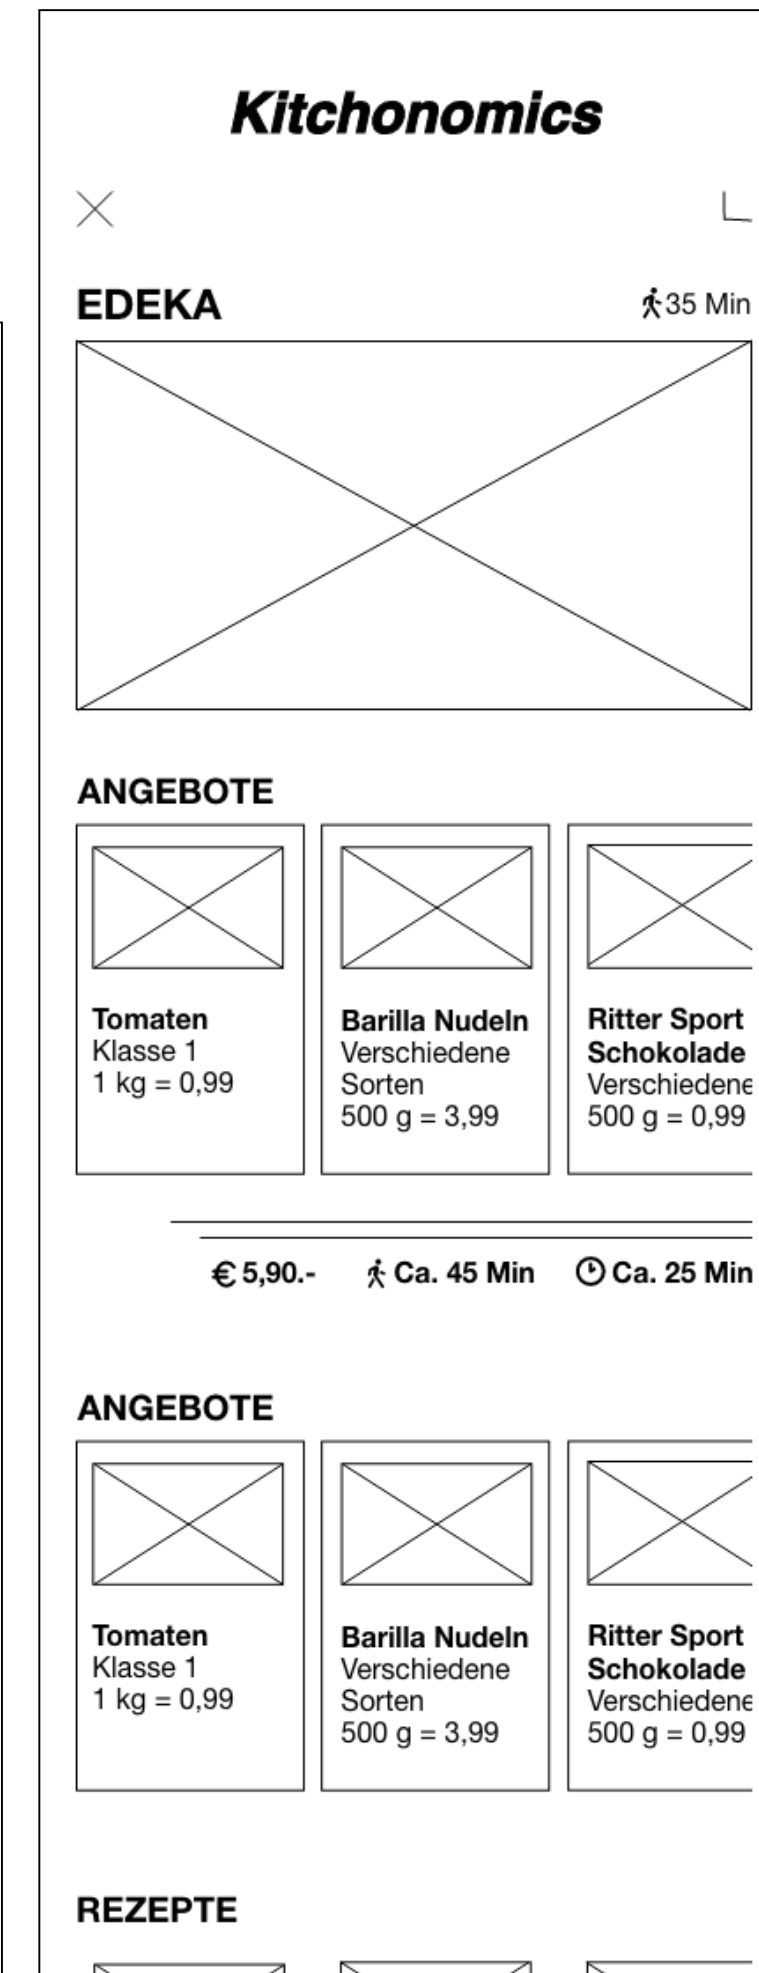 Kitchonomics
EDEKA
35 Min
ANGEBOTE
Tomaten
Klasse 1
1 kg = 0,99
Barilla Nudeln
Verschiedene
Sorten
500 g = 3,99
Ritter Sport
Schokolade
Verschiedene
500 g = 0,99
€ 5,90.-
Ca. 45 Min
Ca. 25 Min
ANGEBOTE
Tomaten
Klasse 1
1 kg = 0,99
Barilla Nudeln
Verschiedene
Sorten
500 g = 3,99
Ritter Sport
Schokolade
Verschiedene
500 g = 0,99
REZEPTE